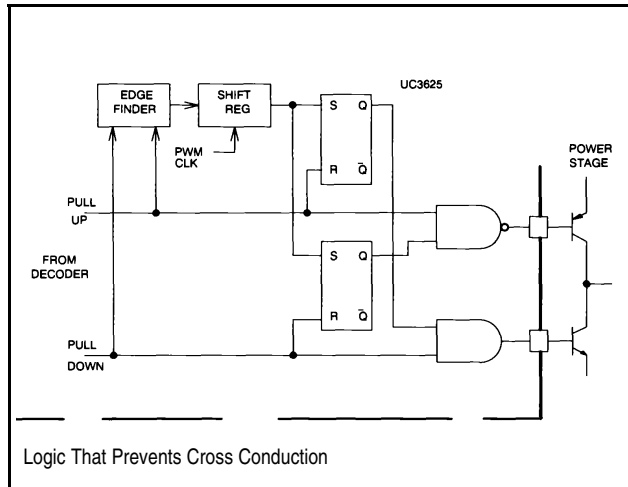 UC3625
EDGE
FINDER
SHIFT
REG
S Q
R Q̅
PWM
CLK
POWER
STAGE
PULL
UP
FROM
DECODER
S Q
R Q̅
PULL
DOWN
Logic That Prevents Cross Conduction